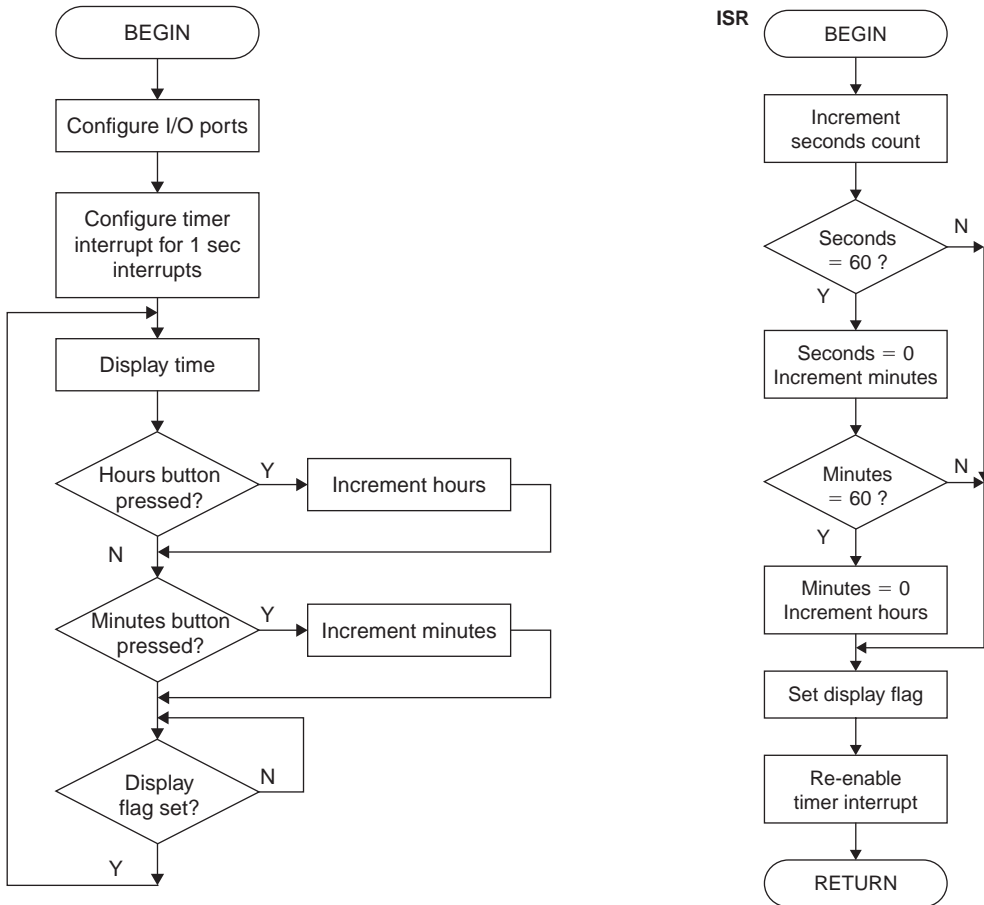 BEGIN
Configure I/O ports
Configure timer
interrupt for 1 sec
interrupts
Display time
Hours button
pressed?
Y
Increment hours
N
Minutes button
pressed?
Y
Increment minutes
Display
flag set?
N
Y
ISR
BEGIN
Increment
seconds count
Seconds
= 60 ?
N
Y
Seconds = 0
Increment minutes
Minutes
= 60 ?
N
Y
Minutes = 0
Increment hours
Set display flag
Re-enable
timer interrupt
RETURN